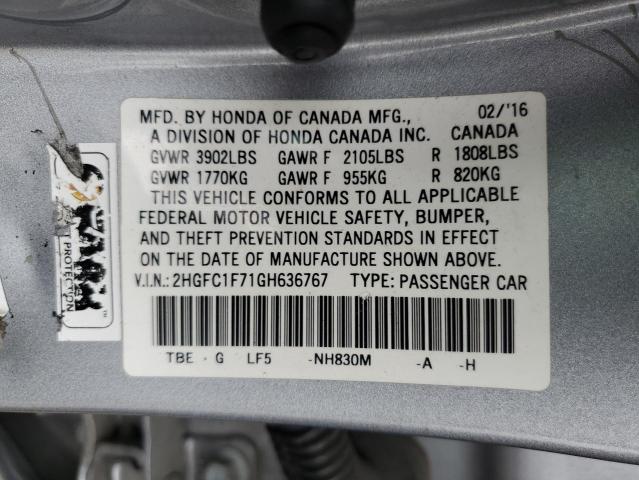 MFD. BY HONDA OF CANADA MFG., 02/'16
A DIVISION OF HONDA CANADA INC. CANADA
GVWR 3902LBS GAWR F 2105LBS R 1808LBS
GVWR 1770KG GAWR F 955KG R 820KG
THIS VEHICLE CONFORMS TO ALL APPLICABLE
FEDERAL MOTOR VEHICLE SAFETY, BUMPER,
AND THEFT PREVENTION STANDARDS IN EFFECT
ON THE DATE OF MANUFACTURE SHOWN ABOVE.
V.I.N.: 2HGFC1F71GH636767 TYPE: PASSENGER CAR
TBE - G LF5 -NH830M -A -H
PROTECTION